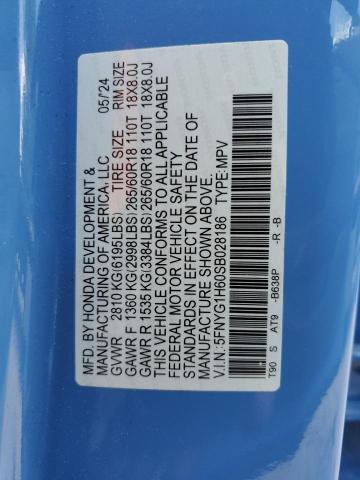 MFD. BY HONDA DEVELOPMENT & 05/'24
MANUFACTURING OF AMERICA, LLC
GVWR 2810 KG(6195LBS) TIRE SIZE RIM SIZE
GAWR F 1360 KG(2998LBS)265/60R18 110T 18X8.0J
GAWR R 1535 KG(3384LBS)265/60R18 110T 18X8.0J
THIS VEHICLE CONFORMS TO ALL APPLICABLE
FEDERAL MOTOR VEHICLE SAFETY
STANDARDS IN EFFECT ON THE DATE OF
MANUFACTURE SHOWN ABOVE.
V.I.N.:5FNYG1H60SB028186 TYPE:MPV
T90 S AT9 -B638P -R -B